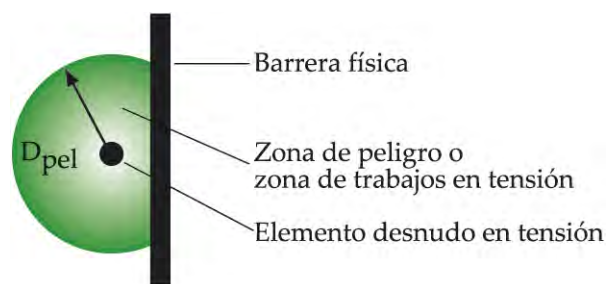 Barrera física
D pel
Zona de peligro o
zona de trabajos en tensión
Elemento desnudo en tensión